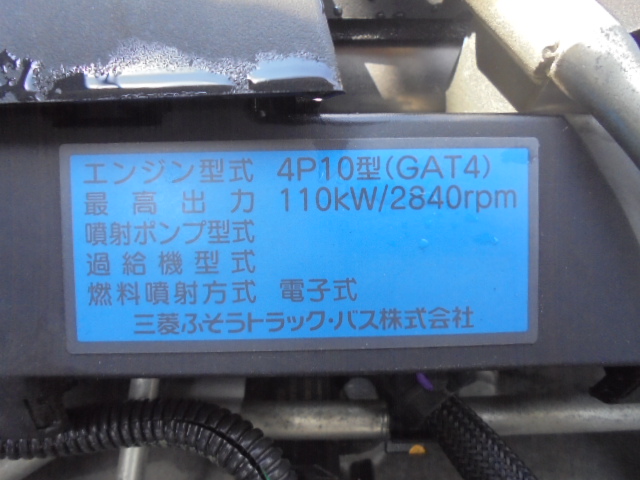 エンジン型式 4P10型(GAT4)
最高出力 110kW/2840rpm
噴射ポンプ型式
過給機型式
燃料噴射方式 電子式
三菱ふそうトラック・バス株式会社